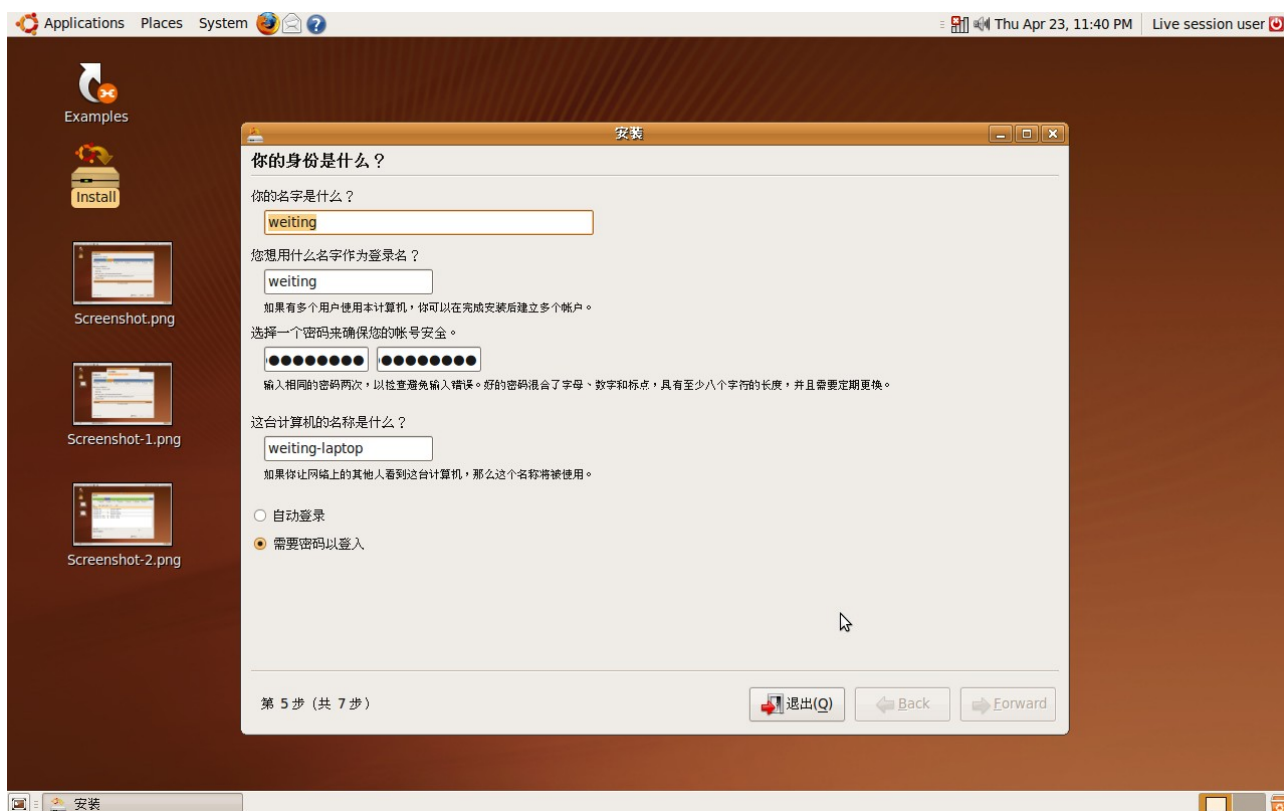 Applications Places System
Thu Apr 23, 11:40 PM Live session user
Examples
Install
Screenshot.png
Screenshot-1.png
Screenshot-2.png
安装
你的身份是什么？
你的名字是什么？
weiting
您想用什么名字作为登录名？
weiting
如果有多个用户使用本计算机，你可以在完成安装后建立多个帐户。
选择一个密码来确保您的帐号安全。
输入相同的密码两次，以检查避免输入错误。好的密码混合了字母、数字和标点，具有至少八个字符的长度，并且需要定期更换。
这台计算机的名称是什么？
weiting-laptop
如果你让网络上的其他人看到这台计算机，那么这个名称将被使用。
自动登录
需要密码以登入
第 5 步（共 7 步）
退出(Q) Back Forward
安装